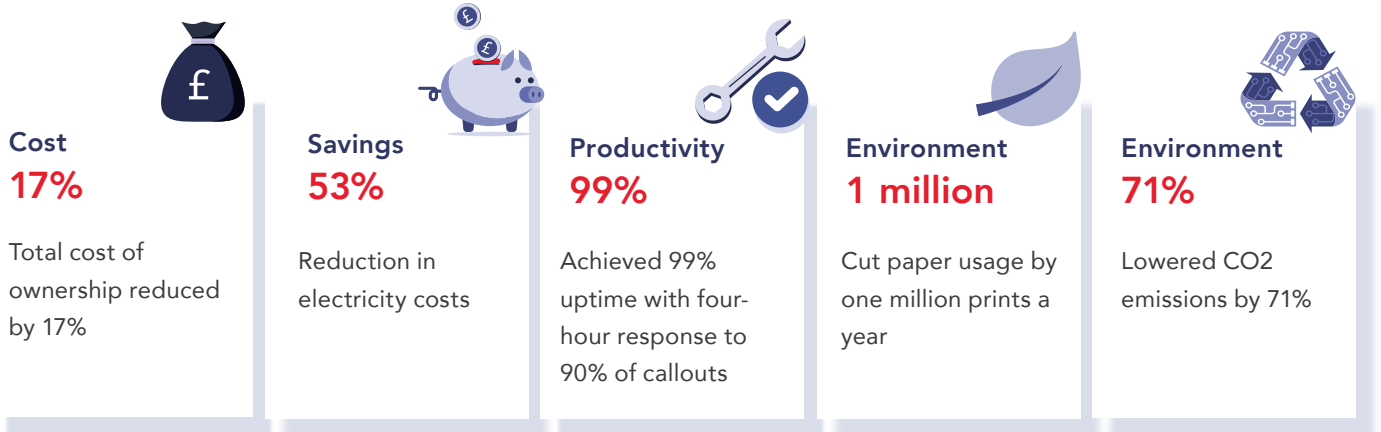 £
Cost
17%
Total cost of
ownership reduced
by 17%
£
£
Savings
53%
Reduction in
electricity costs
Productivity
99%
Achieved 99%
uptime with four-
hour response to
90% of callouts
Environment
1 million
Cut paper usage by
one million prints a
year
Environment
71%
Lowered CO2
emissions by 71%